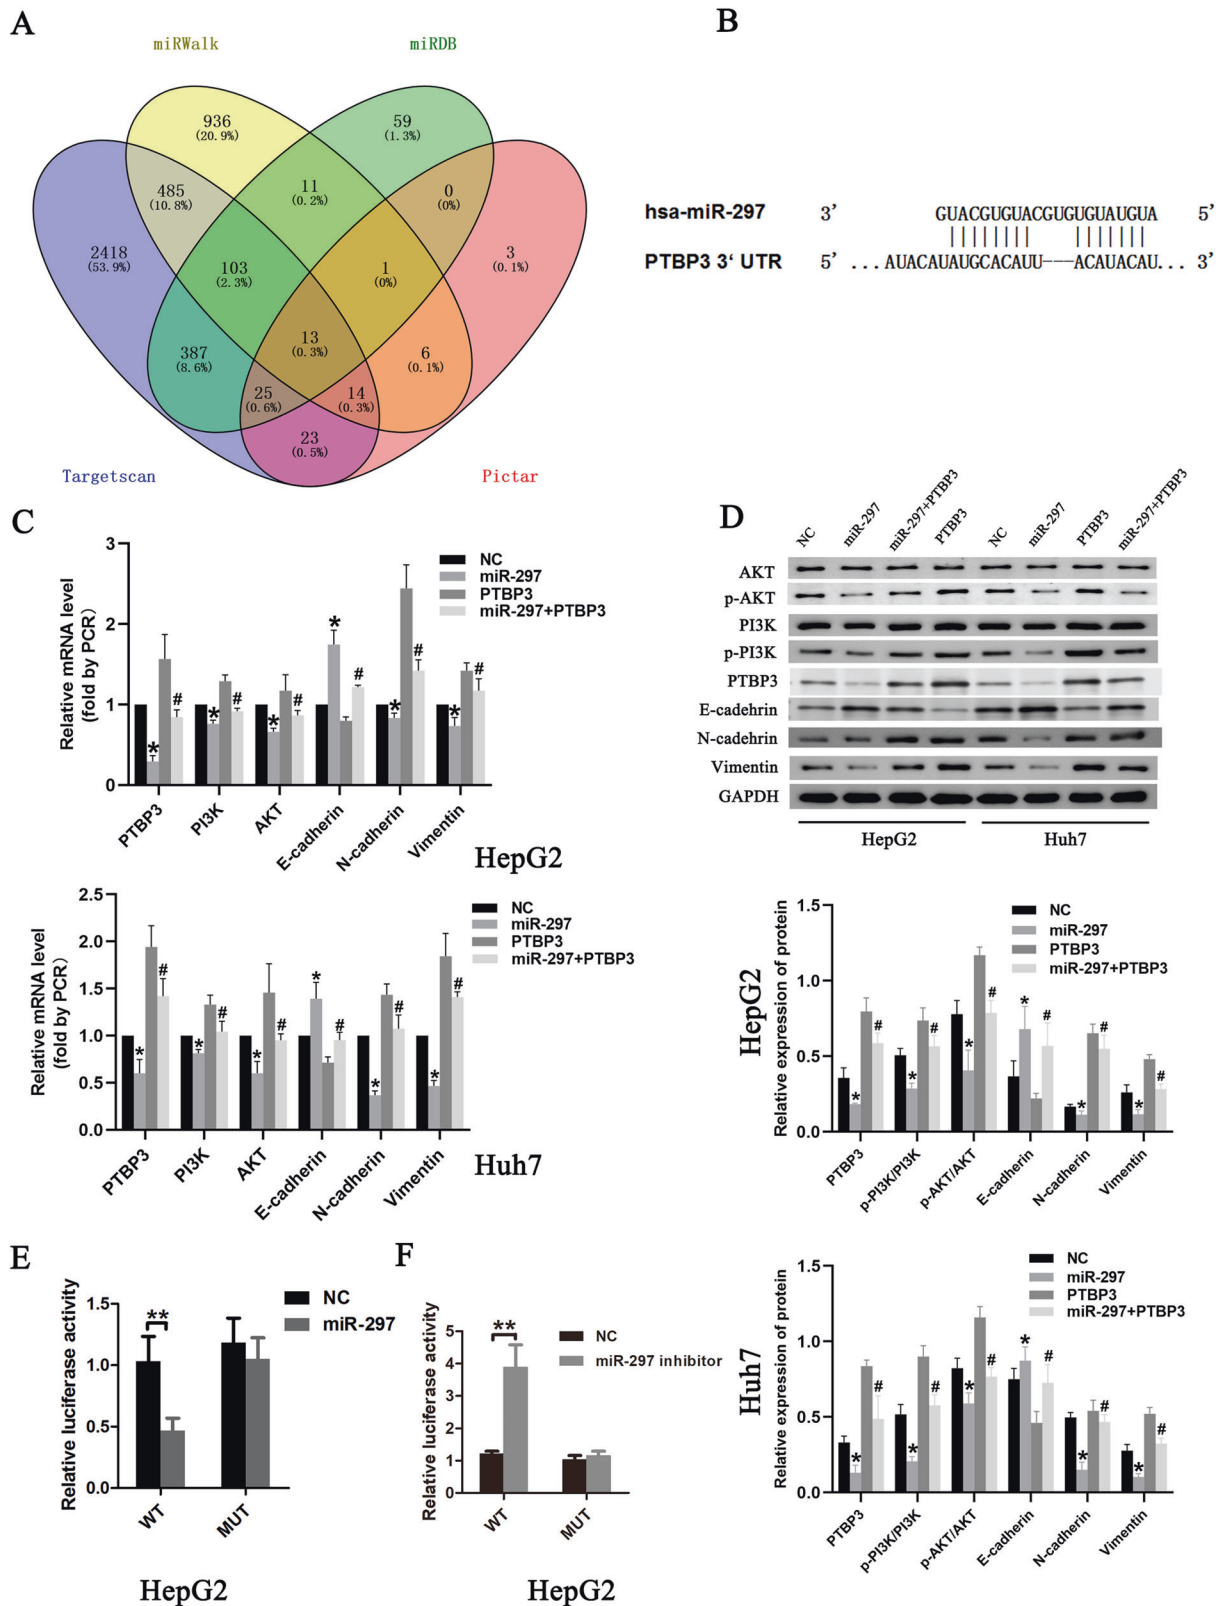 A
miRWalk
miRDB
936
(20.9%)
59
(1.3%)
485
(10.8%)
11
(0.2%)
0
(0%)
2418
(53.9%)
103
(2.3%)
1
(0%)
3
(0.1%)
13
(0.3%)
387
(8.6%)
6
(0.1%)
25
(0.6%)
14
(0.3%)
23
(0.5%)
Targetscan
Pictar
B
hsa-miR-297 3' GUACGUGUACGUGUGUAUGUA 5'
PTBP3 3' UTR 5' ...AUACAUAUGCACAUU---ACAUACAU... 3'
C
Relative mRNA level
(fold by PCR)
3
2
1
0
NC
miR-297
PTBP3
miR-297+PTBP3
*
#
*
#
*
#
*
#
*
#
*
#
PTBP3
PI3K
AKT
E-cadherin
N-cadherin
Vimentin
HepG2
Relative mRNA level
(fold by PCR)
2.5
2.0
1.5
1.0
0.5
0.0
NC
miR-297
PTBP3
miR-297+PTBP3
*
#
*
#
*
#
*
#
*
#
*
#
PTBP3
PI3K
AKT
E-cadherin
N-cadherin
Vimentin
Huh7
D
NC
miR-297
miR-297+PTBP3
PTBP3
NC
miR-297
PTBP3
miR-297+PTBP3
AKT
p-AKT
PI3K
p-PI3K
PTBP3
E-cadehrin
N-cadehrin
Vimentin
GAPDH
HepG2
Huh7
HepG2
Relative expression of protein
1.5
1.0
0.5
0.0
NC
miR-297
PTBP3
miR-297+PTBP3
*
#
*
#
*
#
*
#
*
#
*
#
PTBP3
p-PI3K/PI3K
p-AKT/AKT
E-cadherin
N-cadherin
Vimentin
Huh7
Relative expression of protein
1.5
1.0
0.5
0.0
NC
miR-297
PTBP3
miR-297+PTBP3
*
#
*
#
*
#
*
#
*
#
*
#
PTBP3
p-PI3K/PI3K
p-AKT/AKT
E-cadherin
N-cadherin
Vimentin
E
Relative luciferase activity
1.5
1.0
0.5
0.0
**
NC
miR-297
WT
MUT
HepG2
F
Relative luciferase activity
5
4
3
2
1
0
**
NC
miR-297 inhibitor
WT
MUT
HepG2